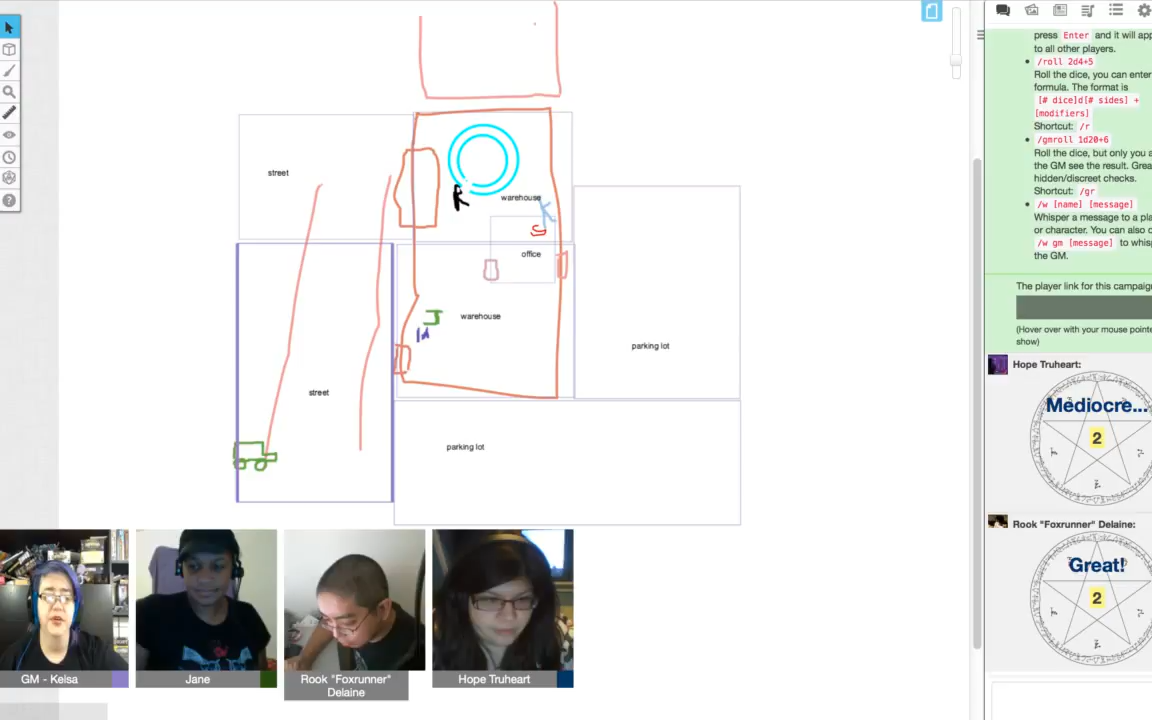 press Enter and it will app
to all other players.
/roll 2d4+5
Roll the dice, you can enter
formula. The format is
[# dice]d[# sides] +
[modifiers]
Shortcut: /r
/gmroll 1d20+6
Roll the dice, but only you a
the GM see the result. Grea
hidden/discreet checks.
Shortcut: /gr
/w [name] [message]
Whisper a message to a pla
or character. You can also d
/w gm [message] to whisp
the GM.
The player link for this campaign
(Hover over with your mouse pointe
show)
Hope Truheart:
Mediocre...
2
Rook "Foxrunner" Delaine:
Great!
2
street
warehouse
K
K
S
office
J
warehouse
parking lot
street
parking lot
GM - Keisa
Jane
Rook "Foxrunner"
Delaine
Hope Truheart